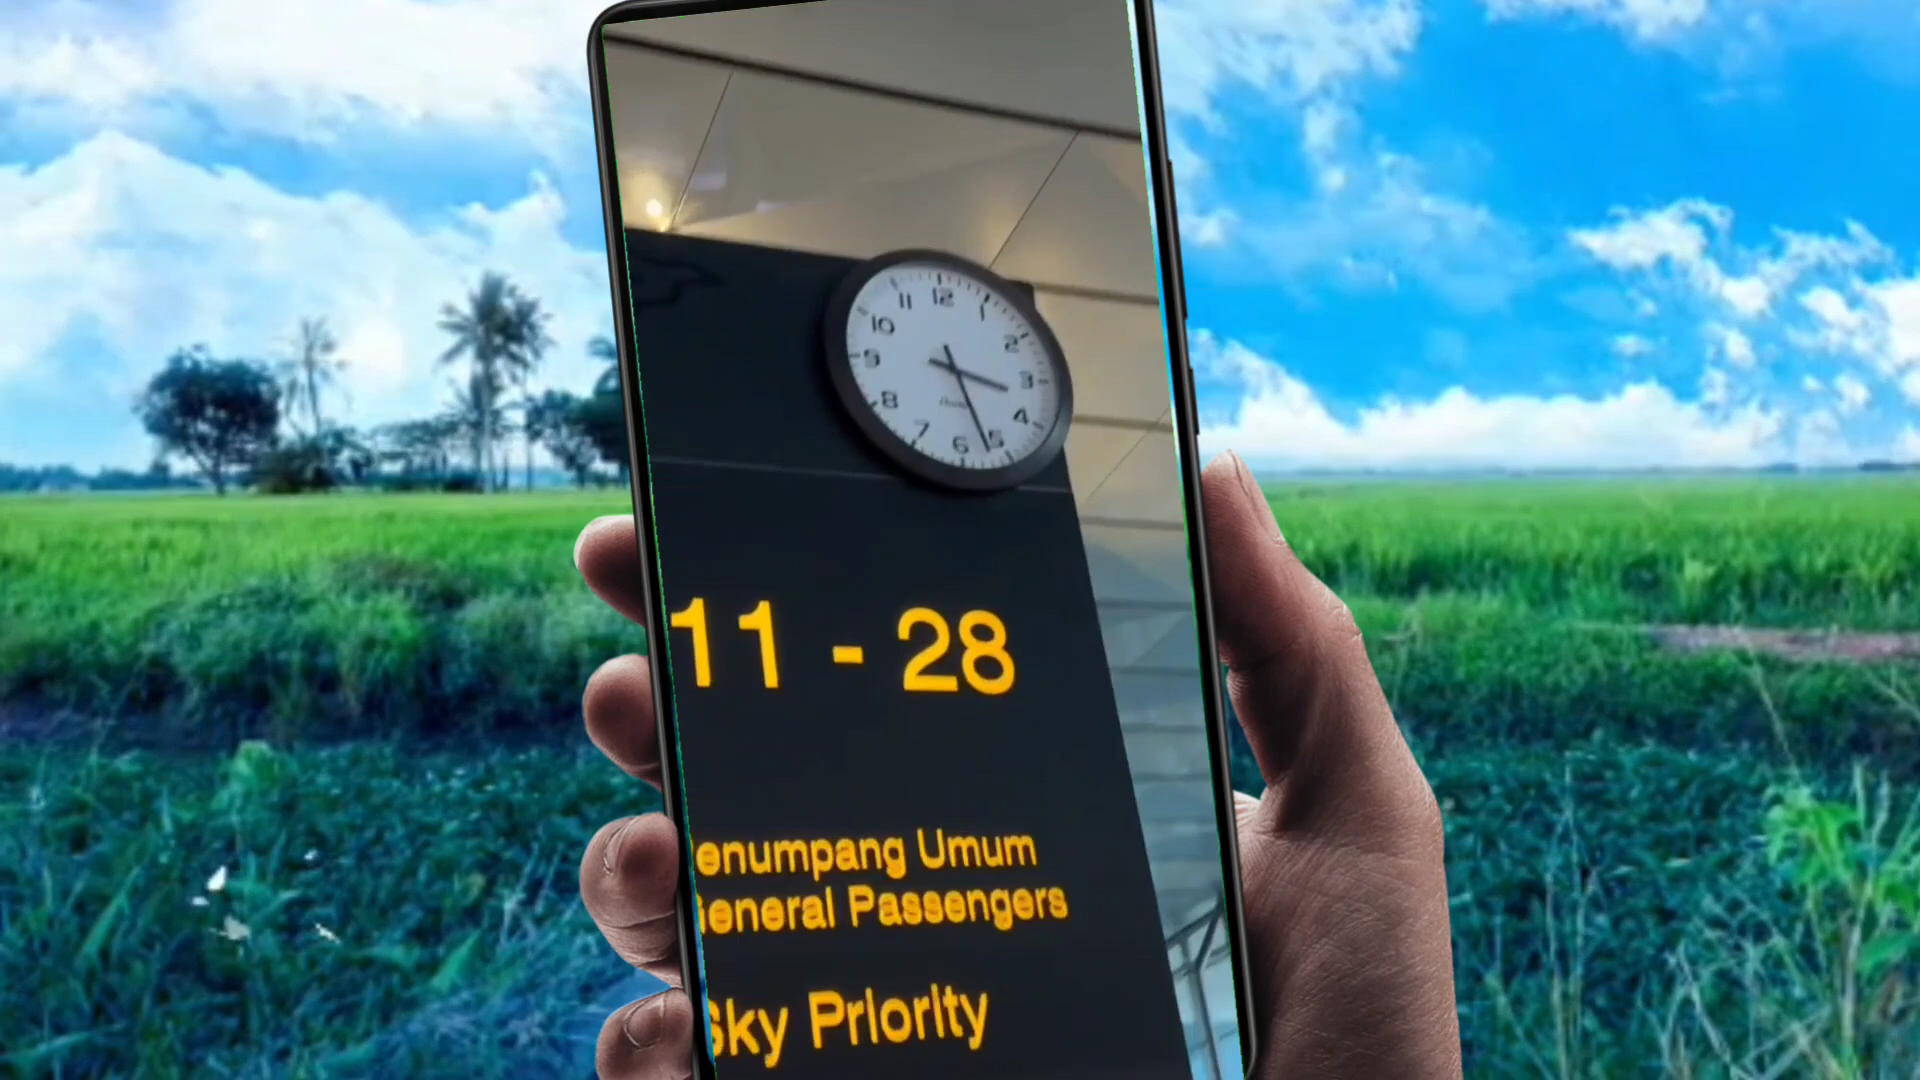 11 - 28
enumpang Umum
eneral Passengers
Sky Priority